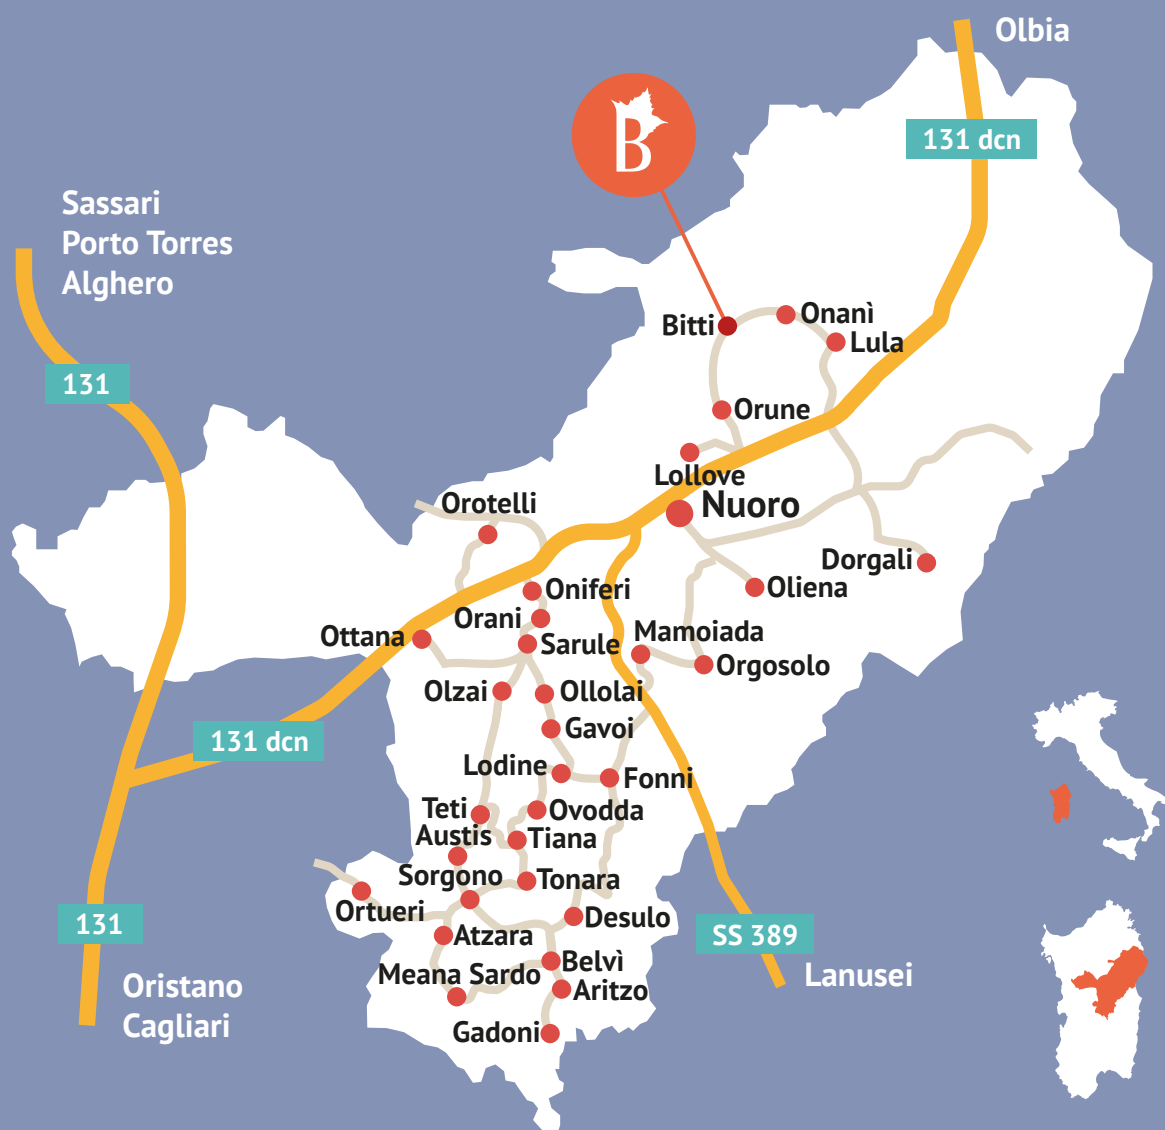 Olbia
131 dcn
B
Sassari
Porto Torres
Alghero
131
Bitti
Onanì
Lula
Orune
Lollove
Nuoro
Orotelli
Dorgali
Oliena
Oniferi
Orani
Ottana
Sarule
Mamoiada
Orgosolo
Olzai
Ollolai
Gavoi
131 dcn
Lodine
Fonni
Teti
Ovodda
Austis
Tiana
Sorgono
Tonara
Ortueri
Desulo
131
Atzara
SS 389
Belvì
Meana Sardo
Lanusei
Aritzo
Oristano
Cagliari
Gadoni